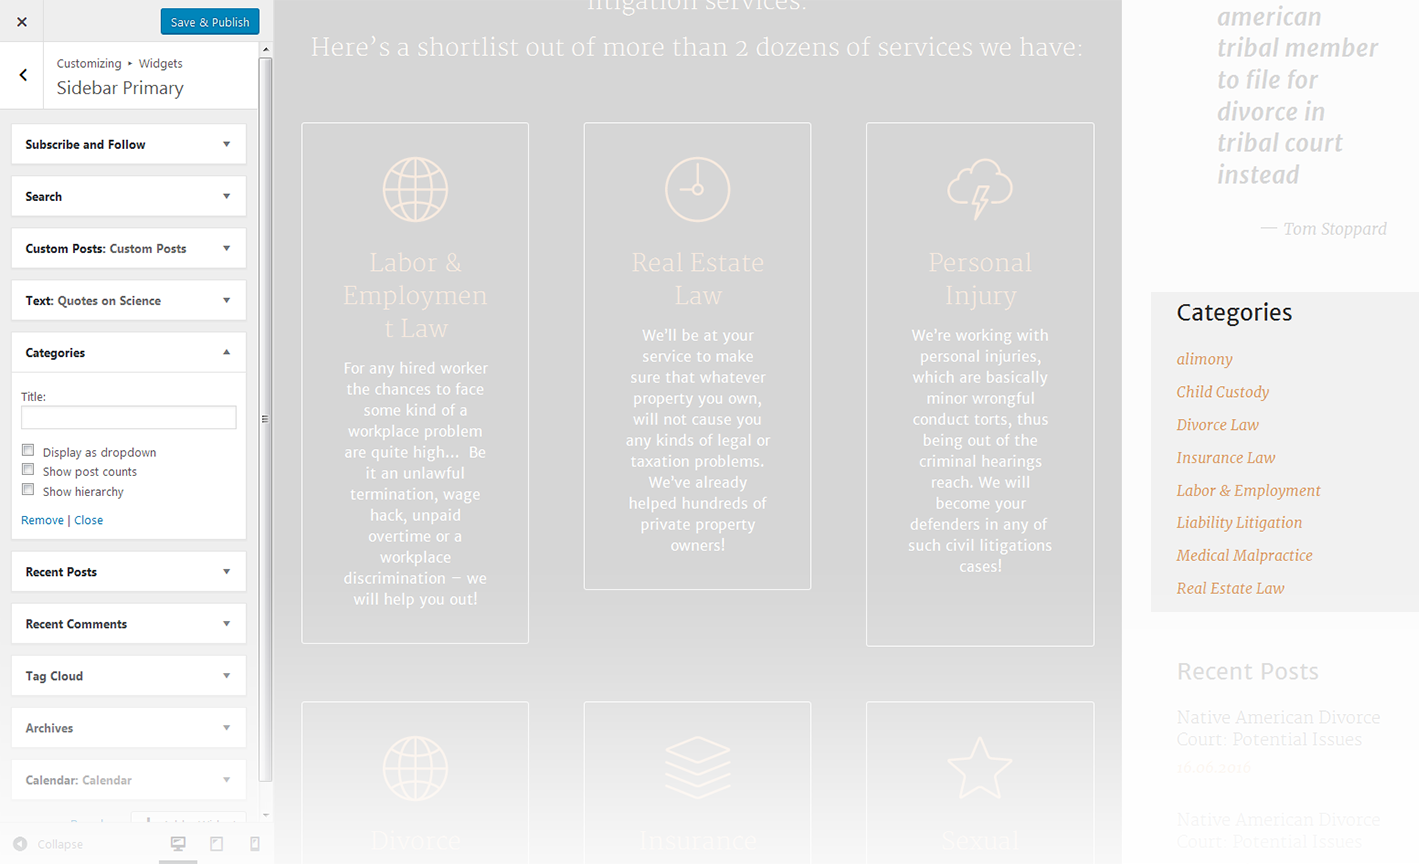 Save & Publish
Customizing ▸ Widgets
Sidebar Primary
Subscribe and Follow
Search
Custom Posts: Custom Posts
Text: Quotes on Science
Categories
Title:
Display as dropdown
Show post counts
Show hierarchy
Remove | Close
Recent Posts
Recent Comments
Tag Cloud
Archives
Calendar: Calendar
Collapse
litigation services.
Here’s a shortlist out of more than 2 dozens of services we have:
Labor &
Employmen
t Law
For any hired worker
the chances to face
some kind of a
workplace problem
are quite high... Be
it an unlawful
termination, wage
hack, unpaid
overtime or a
workplace
discrimination – we
will help you out!
Real Estate
Law
We’ll be at your
service to make
sure that whatever
property you own,
will not cause you
any kinds of legal or
taxation problems.
We’ve already
helped hundreds of
private property
owners!
Personal
Injury
We’re working with
personal injuries,
which are basically
minor wrongful
conduct torts, thus
being out of the
criminal hearings
reach. We will
become your
defenders in any of
such civil litigations
cases!
Divorce
Insurance
Sexual
american
tribal member
to file for
divorce in
tribal court
instead
— Tom Stoppard
Categories
alimony
Child Custody
Divorce Law
Insurance Law
Labor & Employment
Liability Litigation
Medical Malpractice
Real Estate Law
Recent Posts
Native American Divorce
Court: Potential Issues
16.06.2016
Native American Divorce
Court: Potential Issues